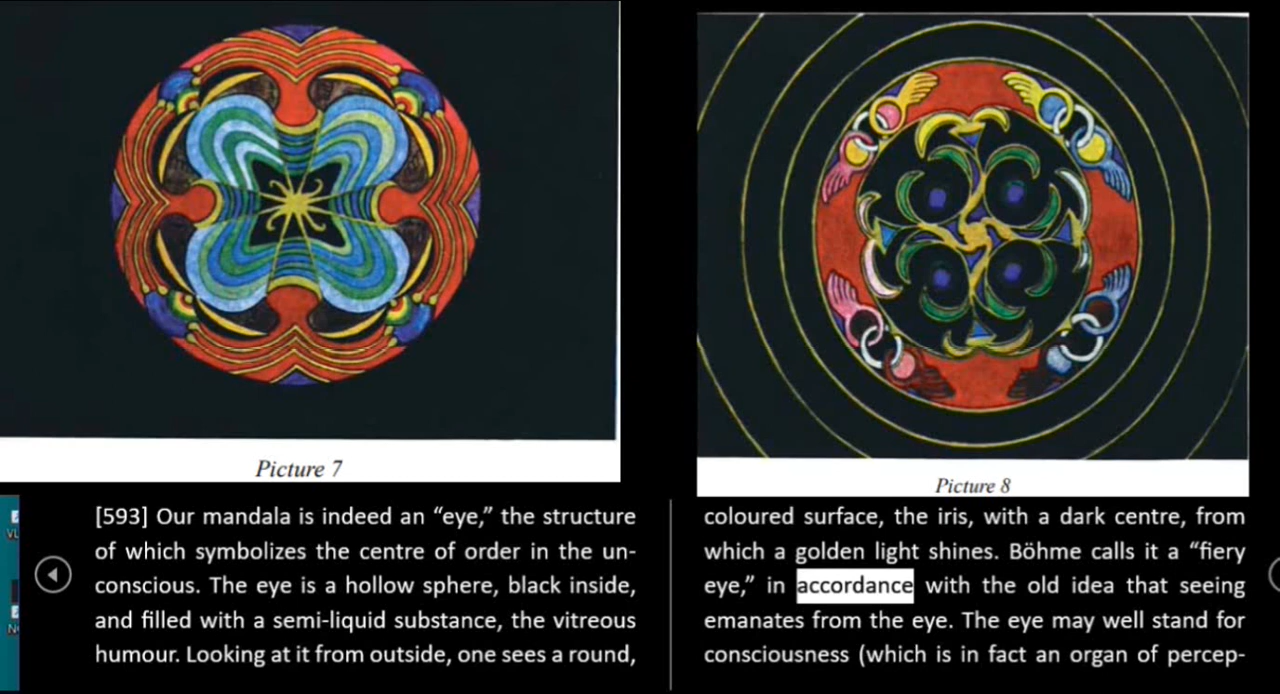 Picture 7
Picture 8
[593] Our mandala is indeed an “eye,” the structure
of which symbolizes the centre of order in the un-
conscious. The eye is a hollow sphere, black inside,
and filled with a semi-liquid substance, the vitreous
humour. Looking at it from outside, one sees a round,
coloured surface, the iris, with a dark centre, from
which a golden light shines. Böhme calls it a “fiery
eye,” in accordance with the old idea that seeing
emanates from the eye. The eye may well stand for
consciousness (which is in fact an organ of percep-